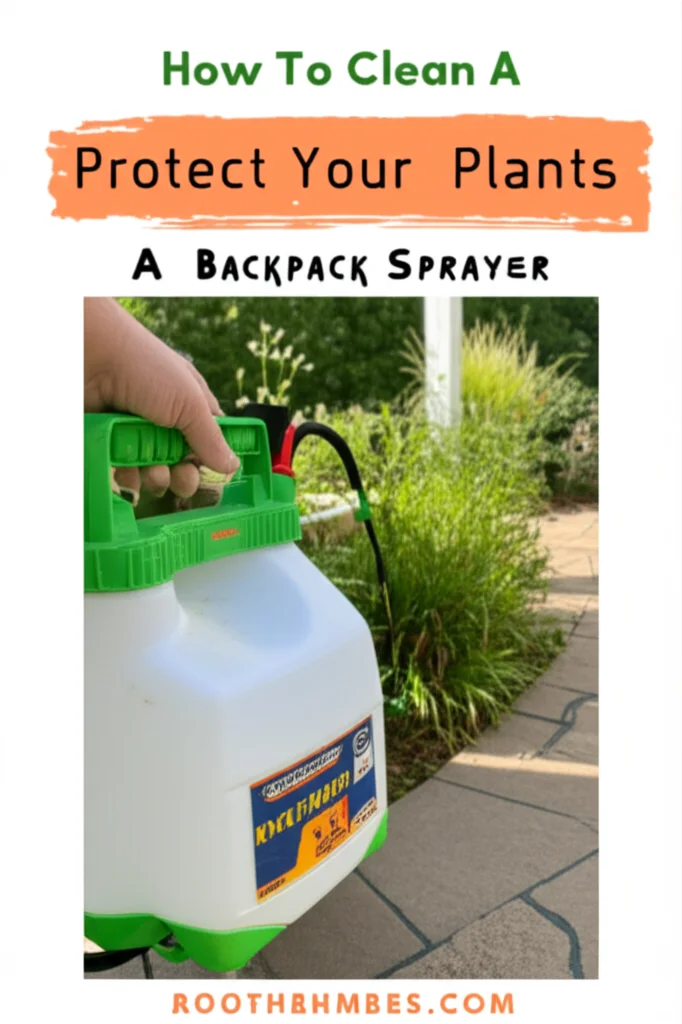 How To Clean A
Protect Your Plants
A Backpack Sprayer
ROOTHBHMBES.COM